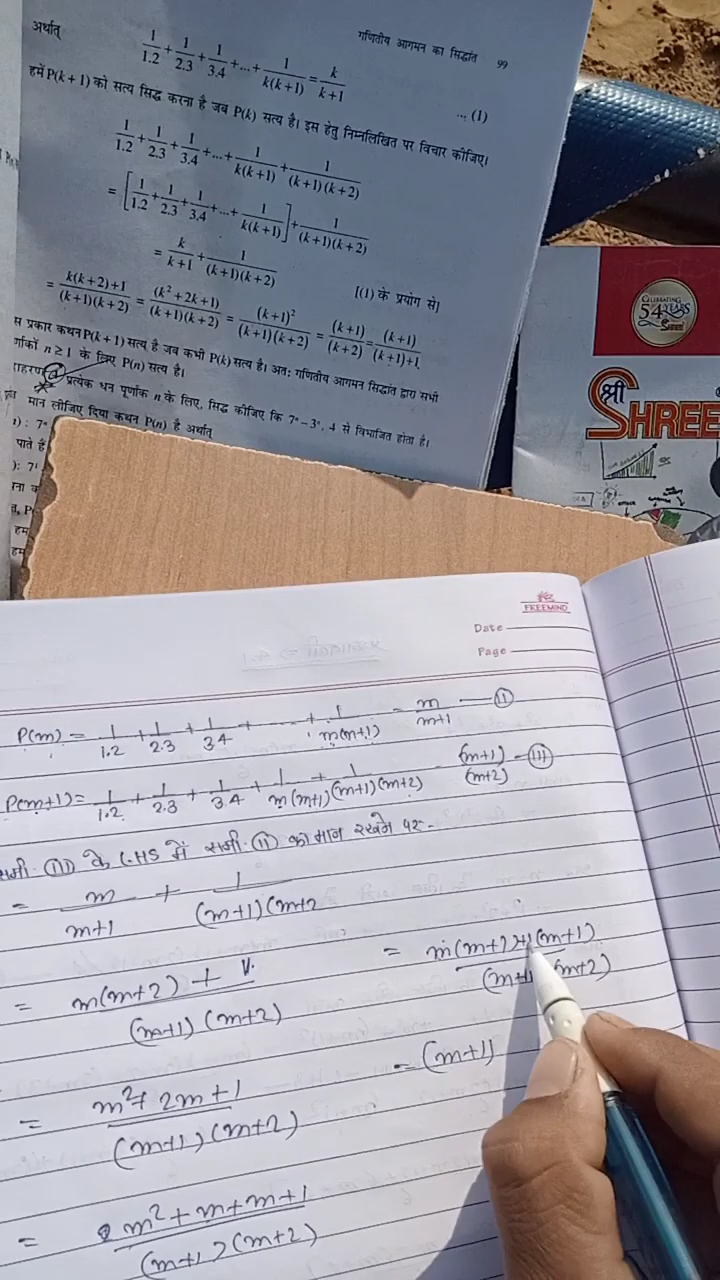 गणितीय आगमन का सिद्धांत 99
अर्थात् 1/1.2 + 1/2.3 + 1/3.4 + ... + 1/k(k+1) = k/k+1 ... (1)
हमें P(k + 1) को सत्य सिद्ध करना है जब P(k) सत्य है। इस हेतु निम्नलिखित पर विचार कीजिए।
1/1.2 + 1/2.3 + 1/3.4 + ... + 1/k(k+1) + 1/(k+1)(k+2)
= [1/1.2 + 1/2.3 + 1/3.4 + ... + 1/k(k+1)] + 1/(k+1)(k+2)
= k/k+1 + 1/(k+1)(k+2) [(1) के प्रयोग से]
= k(k+2)+1/(k+1)(k+2) = (k²+2k+1)/(k+1)(k+2) = (k+1)²/(k+1)(k+2) = (k+1)/(k+2) = (k+1)/(k+1)+1
स प्रकार कथन P(k + 1) सत्य है जब कभी P(k) सत्य है। अतः गणितीय आगमन सिद्धांत द्वारा सभी
र्णांकों n ≥ 1 के लिए P(n) सत्य है।
प्रत्येक धन पूर्णांक n के लिए, सिद्ध कीजिए कि 7ⁿ – 3ⁿ, 4 से विभाजित होता है।
मान लीजिए दिया कथन P(n) है अर्थात्
): 7ⁿ
पाते हैं
): 7¹
हम
हम
CELEBRATING
54 YEARS
SHREE
श्री
SHREE
FREEMIND
Date
Page
P(m) = 1/1.2 + 1/2.3 + 1/3.4 + ---- + 1/m(m+1) = m/m+1 — II
P(m+1) = 1/1.2 + 1/2.3 + 1/3.4 + 1/m(m+1) + 1/(m+1)(m+2) = (m+1)/(m+2) — III
समी. III के LHS में समी. II का मान रखने पर -
= m/m+1 + 1/(m+1)(m+2
= m(m+2) + 1/(m+1)(m+2)
= m²+2m+1/(m+1)(m+2)
= m²+m+m+1/(m+1)(m+2)
= m(m+1)+1(m+1)/(m+1)(m+2)
= (m+1)